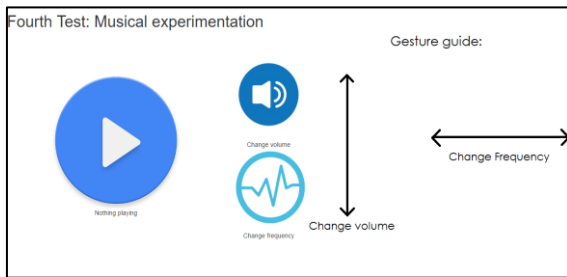 Fourth Test: Musical experimentation
Gesture guide:
Change volume
Nothing playing
Change frequency
Change volume
Change Frequency